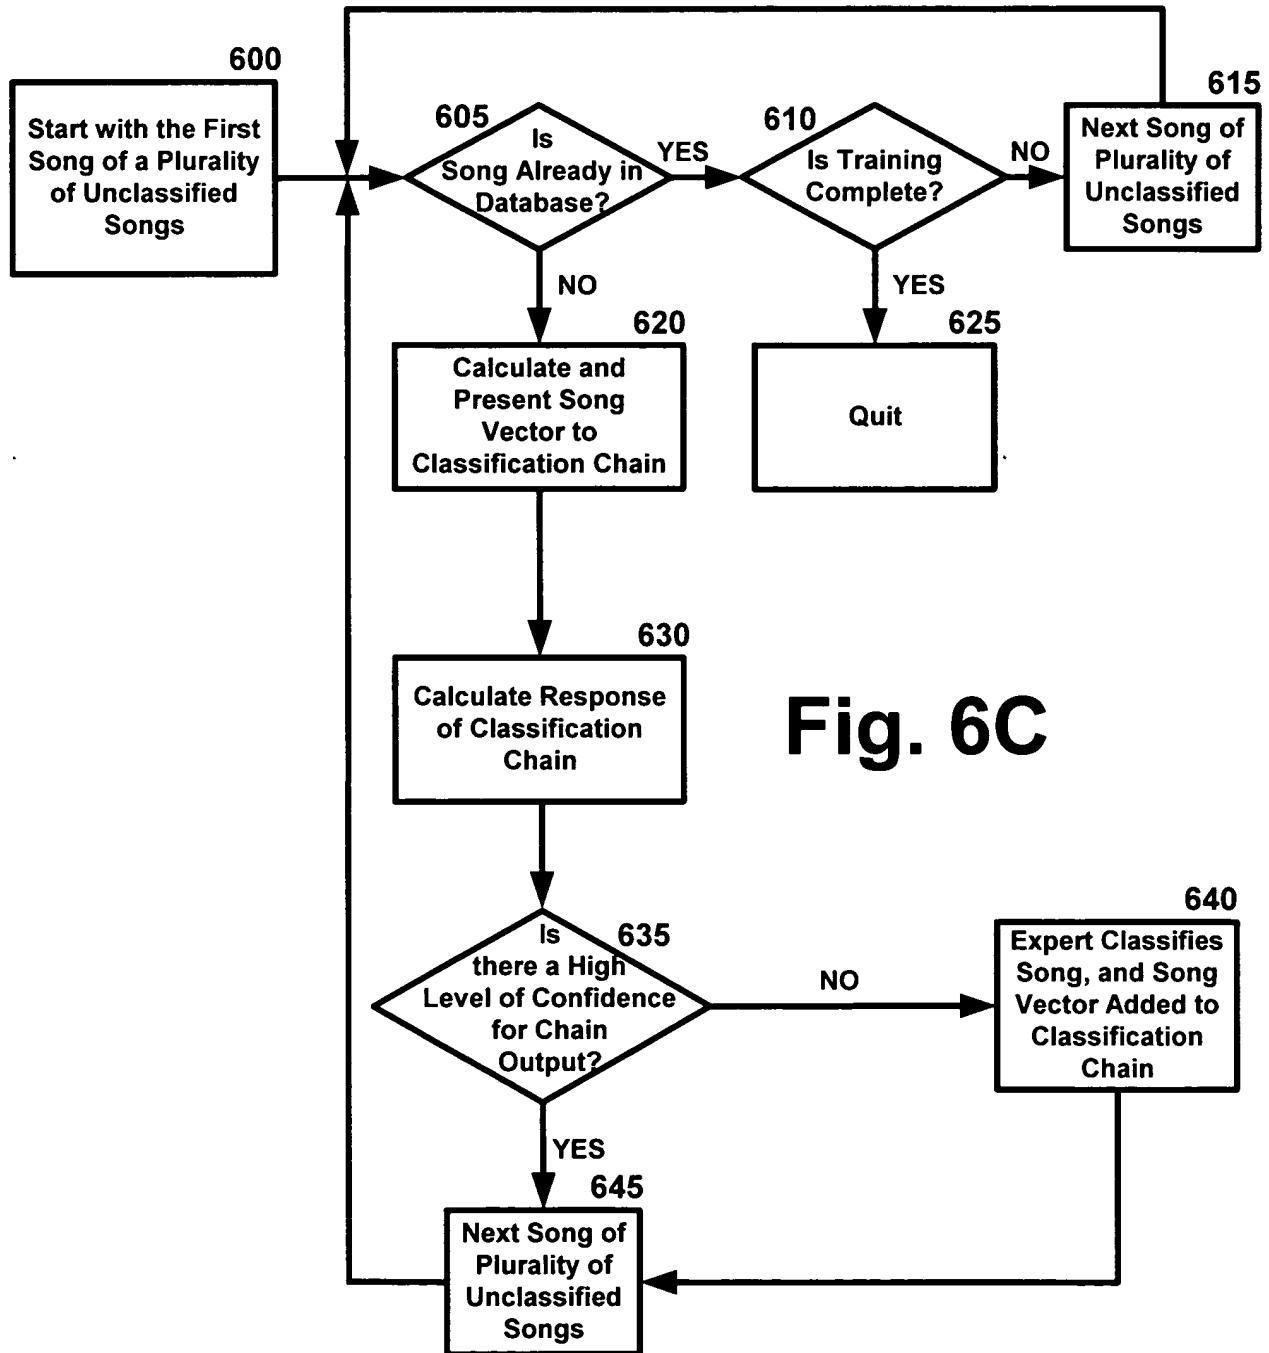 600
Start with the First
Song of a Plurality
of Unclassified
Songs
605
Is
Song Already in
Database?
YES
610
Is Training
Complete?
NO
615
Next Song of
Plurality of
Unclassified
Songs
NO
YES
620
Calculate and
Present Song
Vector to
Classification Chain
625
Quit
630
Calculate Response
of Classification
Chain
Fig. 6C
635
Is
there a High
Level of Confidence
for Chain
Output?
NO
640
Expert Classifies
Song, and Song
Vector Added to
Classification
Chain
YES
645
Next Song of
Plurality of
Unclassified
Songs